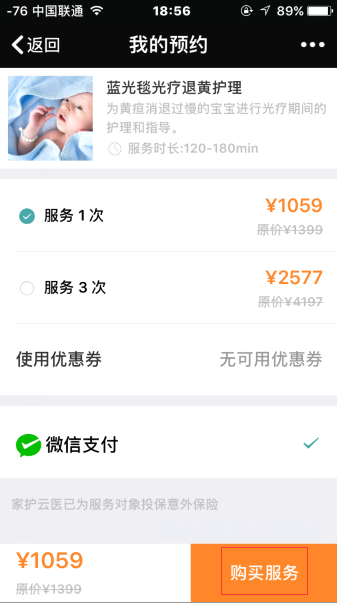 -76 中国联通 18:56 89%
返回 我的预约
蓝光毯光疗退黄护理
为黄疸消退过慢的宝宝进行光疗期间的
护理和指导。
服务时长:120-180min
服务 1 次 ¥1059
原价¥1399
服务 3 次 ¥2577
原价¥4197
使用优惠券 无可用优惠券
微信支付
家护云医已为服务对象投保意外保险
¥1059
原价¥1399
购买服务